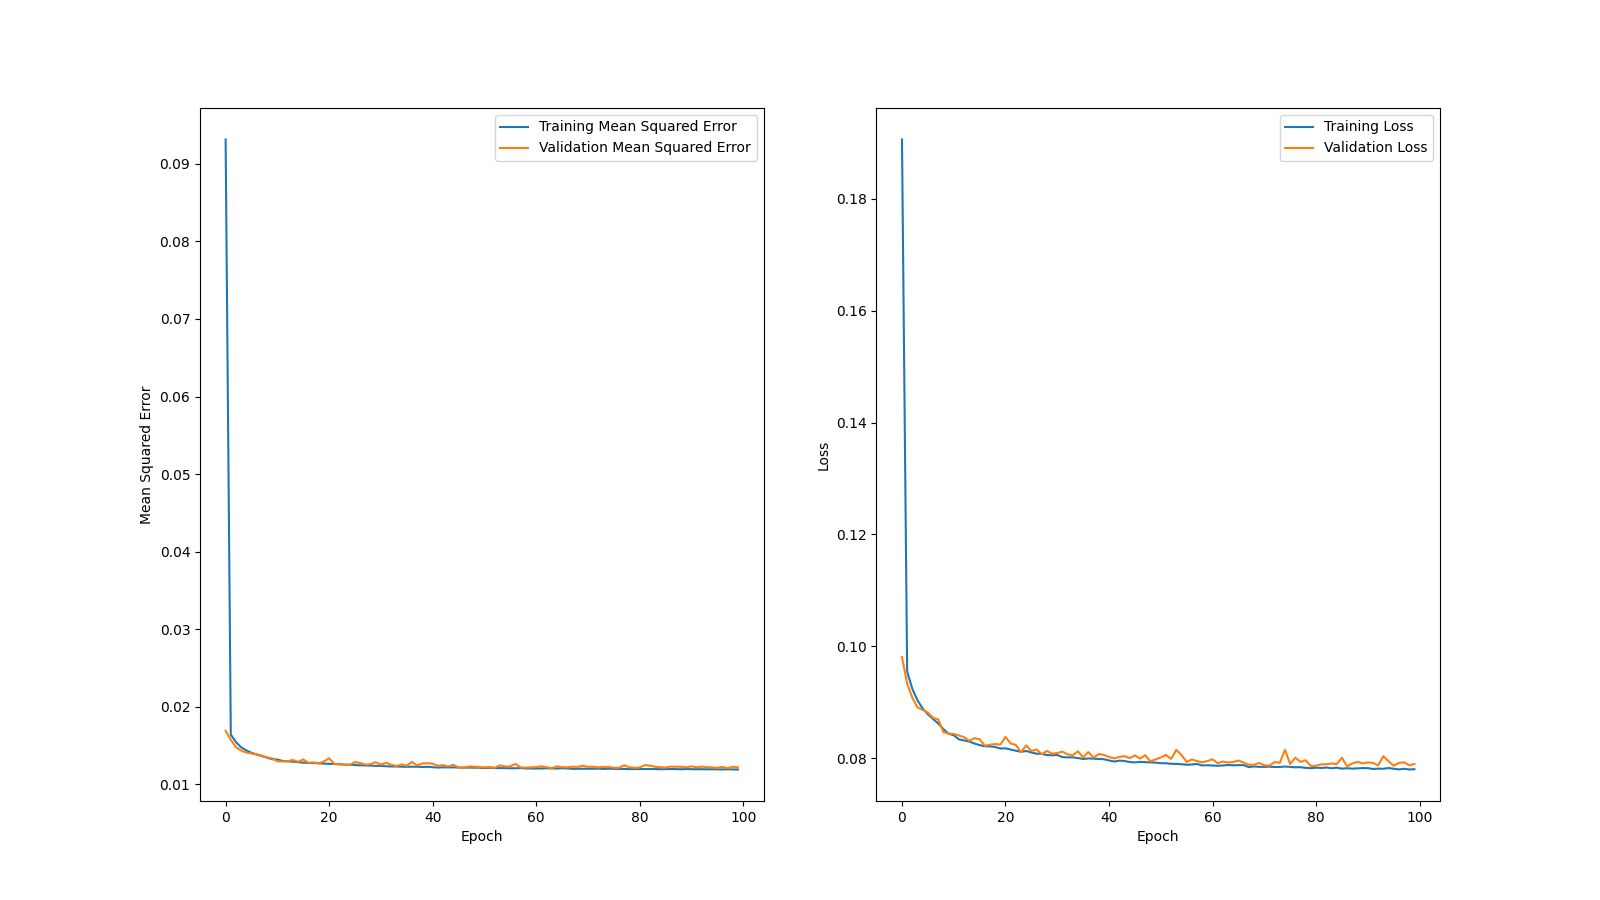 Training Mean Squared Error
Validation Mean Squared Error
0.09
0.08
0.07
0.06
0.05
0.04
0.03
0.02
0.01
Mean Squared Error
0 20 40 60 80 100
Epoch
Training Loss
Validation Loss
0.18
0.16
0.14
0.12
0.10
0.08
Loss
0 20 40 60 80 100
Epoch